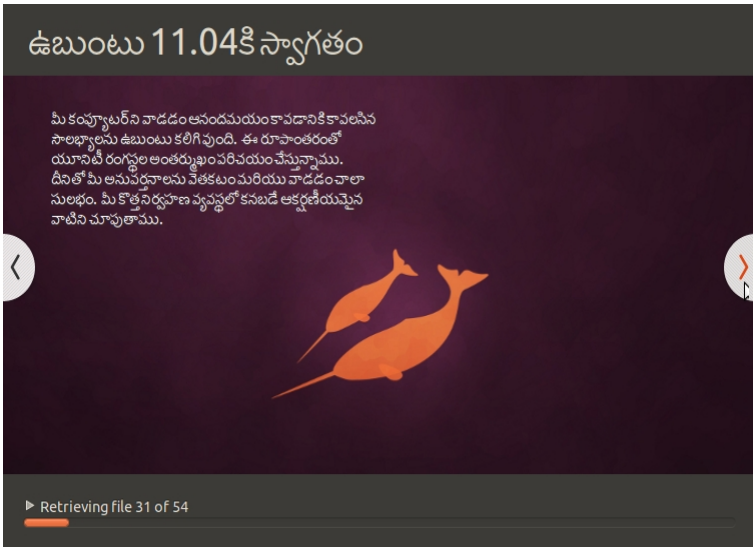 ఉబుంటు 11.04కి స్వాగతం
మీ కంప్యూటర్‌ని వాడడం ఆనందమయం కావడానికి కావలసిన
సౌలభ్యాలను ఉబుంటు కలిగివుంది. ఈ రూపాంతరంతో
యూనిటీ రంగస్థల అంతర్ముఖం పరిచయం చేస్తున్నాము.
దీనితో మీ అనువర్తనాలను వెతకటం మరియు వాడడం చాలా
సులభం. మీ కొత్త నిర్వహణ వ్యవస్థలో కనబడే ఆకర్షణీయమైన
వాటిని చూపుతాము.
Retrieving file 31 of 54